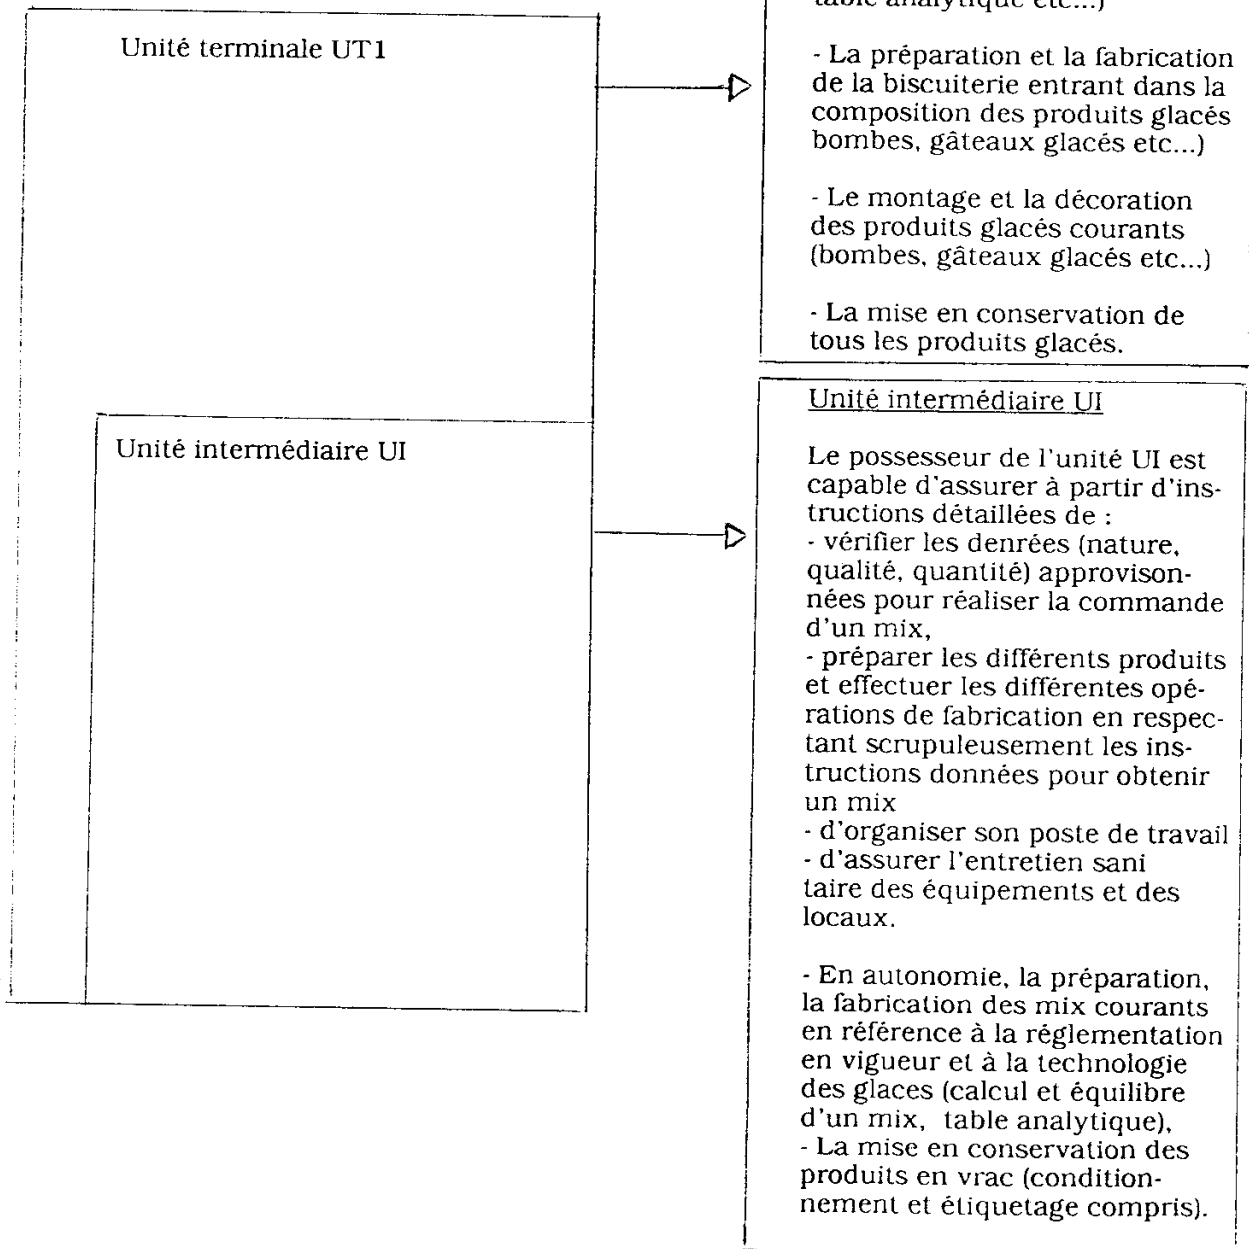 Unité terminale UT1
table analytique etc...)
- La préparation et la fabrication
de la biscuiterie entrant dans la
composition des produits glacés
bombes, gâteaux glacés etc...)
- Le montage et la décoration
des produits glacés courants
(bombes, gâteaux glacés etc...)
- La mise en conservation de
tous les produits glacés.
Unité intermédiaire UI
Unité intermédiaire UI
Le possesseur de l'unité UI est
capable d'assurer à partir d'ins-
tructions détaillées de :
- vérifier les denrées (nature,
qualité, quantité) approvison-
nées pour réaliser la commande
d'un mix,
- préparer les différents produits
et effectuer les différentes opé-
rations de fabrication en respec-
tant scrupuleusement les ins-
tructions données pour obtenir
un mix
- d'organiser son poste de travail
- d'assurer l'entretien sani
taire des équipements et des
locaux.
- En autonomie, la préparation,
la fabrication des mix courants
en référence à la réglementation
en vigueur et à la technologie
des glaces (calcul et équilibre
d'un mix, table analytique),
- La mise en conservation des
produits en vrac (condition-
nement et étiquetage compris).